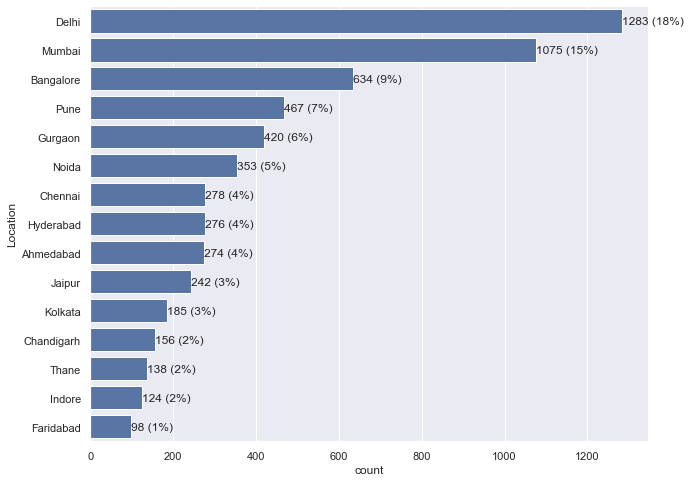 Location
Delhi 1283 (18%)
Mumbai 1075 (15%)
Bangalore 634 (9%)
Pune 467 (7%)
Gurgaon 420 (6%)
Noida 353 (5%)
Chennai 278 (4%)
Hyderabad 276 (4%)
Ahmedabad 274 (4%)
Jaipur 242 (3%)
Kolkata 185 (3%)
Chandigarh 156 (2%)
Thane 138 (2%)
Indore 124 (2%)
Faridabad 98 (1%)
0 200 400 600 800 1000 1200
count